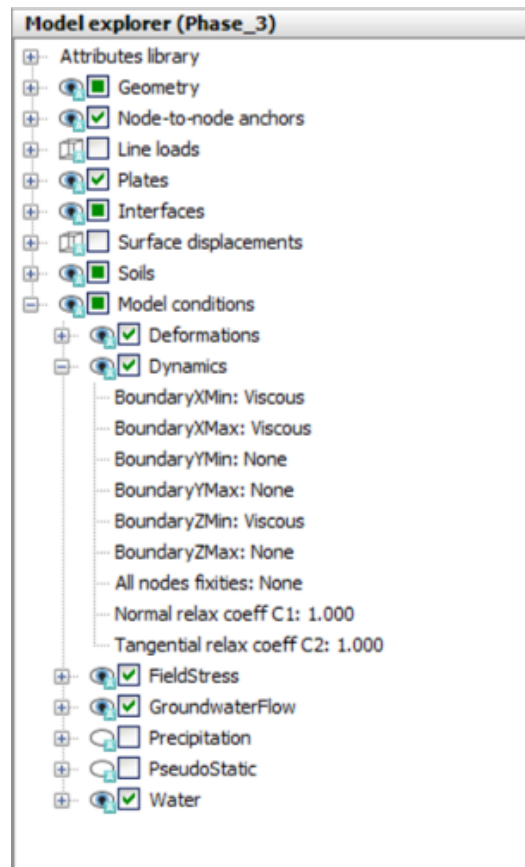 Model explorer (Phase_3)
Attributes library
Geometry
Node-to-node anchors
Line loads
Plates
Interfaces
Surface displacements
Soils
Model conditions
Deformations
Dynamics
BoundaryXMin: Viscous
BoundaryXMax: Viscous
BoundaryYMin: None
BoundaryYMax: None
BoundaryZMin: Viscous
BoundaryZMax: None
All nodes fixities: None
Normal relax coeff C1: 1.000
Tangential relax coeff C2: 1.000
FieldStress
GroundwaterFlow
Precipitation
PseudoStatic
Water